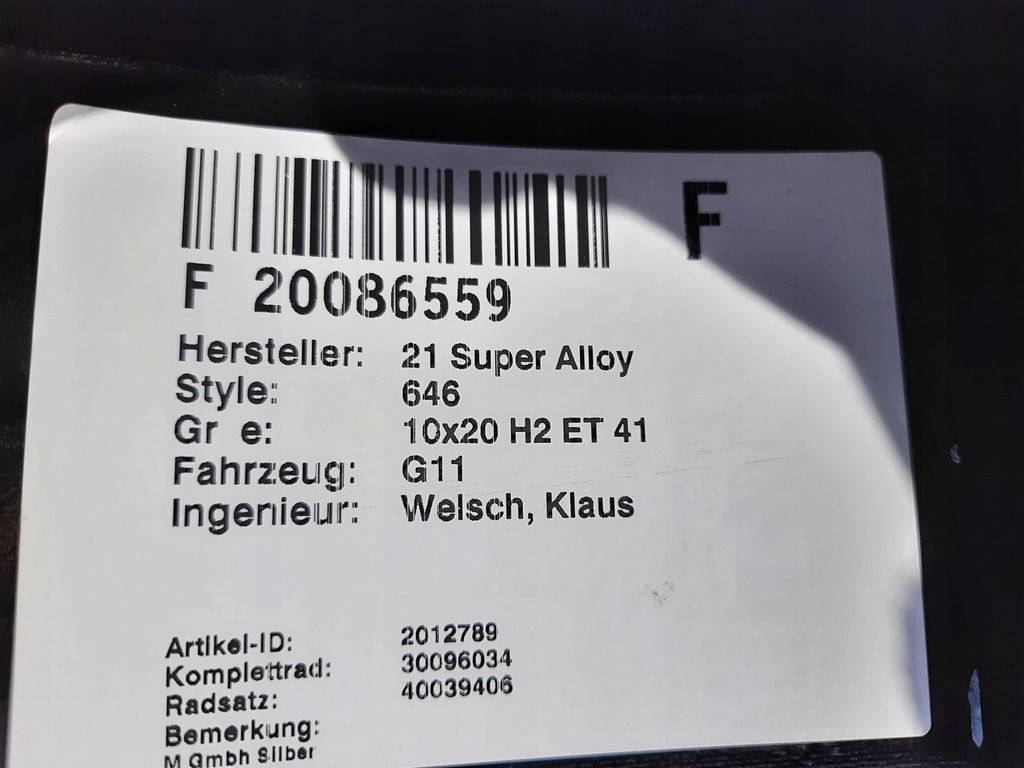 F
F 20086559
Hersteller: 21 Super Alloy
Style: 646
Gr e: 10x20 H2 ET 41
Fahrzeug: G11
Ingenieur: Welsch, Klaus
Artikel-ID: 2012789
Komplettrad: 30096034
Radsatz: 40039406
Bemerkung:
M Gmbh Silber